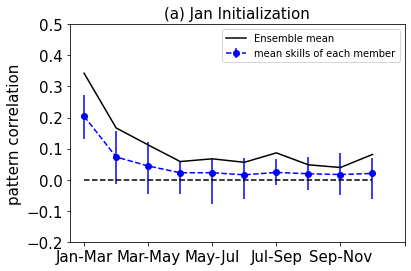 (a) Jan Initialization
0.5
0.4
0.3
0.2
0.1
0.0
−0.1
−0.2
pattern correlation
Ensemble mean
mean skills of each member
Jan-Mar Mar-May May-Jul Jul-Sep Sep-Nov